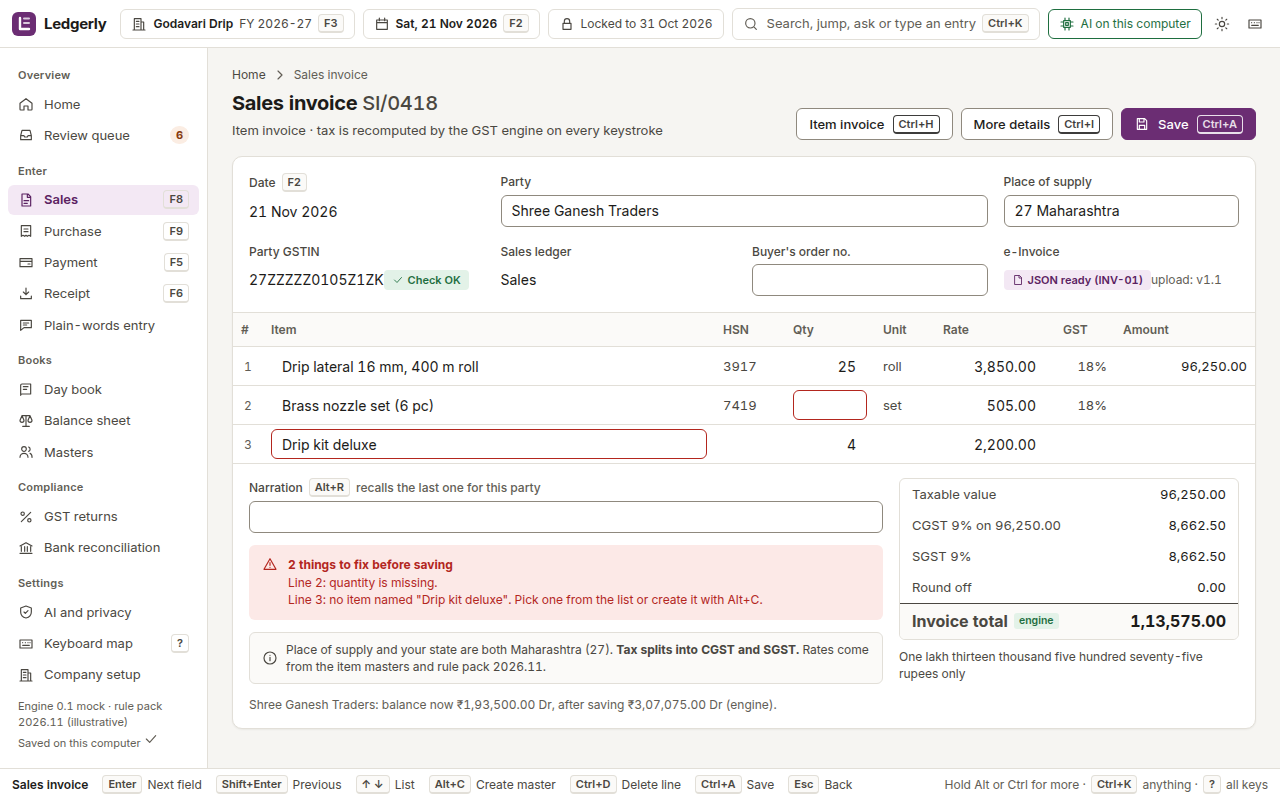 Ledgerly
Godavari Drip FY 2026-27 F3
Sat, 21 Nov 2026 F2
Locked to 31 Oct 2026
Search, jump, ask or type an entry Ctrl+K
AI on this computer
Overview
Home
Review queue 6
Enter
Sales F8
Purchase F9
Payment F5
Receipt F6
Plain-words entry
Books
Day book
Balance sheet
Masters
Compliance
GST returns
Bank reconciliation
Settings
AI and privacy
Keyboard map ?
Company setup
Engine 0.1 mock · rule pack
2026.11 (illustrative)
Saved on this computer
Home > Sales invoice
Sales invoice SI/0418
Item invoice · tax is recomputed by the GST engine on every keystroke
Item invoice Ctrl+H
More details Ctrl+I
Save Ctrl+A
Date F2
21 Nov 2026
Party
Shree Ganesh Traders
Place of supply
27 Maharashtra
Party GSTIN
27ZZZZZ0105Z1ZK Check OK
Sales ledger
Sales
Buyer's order no.
e-Invoice
JSON ready (INV-01) upload: v1.1
# Item HSN Qty Unit Rate GST Amount
1 Drip lateral 16 mm, 400 m roll 3917 25 roll 3,850.00 18% 96,250.00
2 Brass nozzle set (6 pc) 7419 set 505.00 18%
3 Drip kit deluxe 4 2,200.00
Narration Alt+R recalls the last one for this party
2 things to fix before saving
Line 2: quantity is missing.
Line 3: no item named "Drip kit deluxe". Pick one from the list or create it with Alt+C.
Place of supply and your state are both Maharashtra (27). Tax splits into CGST and SGST. Rates come
from the item masters and rule pack 2026.11.
Shree Ganesh Traders: balance now ₹1,93,500.00 Dr, after saving ₹3,07,075.00 Dr (engine).
Taxable value 96,250.00
CGST 9% on 96,250.00 8,662.50
SGST 9% 8,662.50
Round off 0.00
Invoice total engine 1,13,575.00
One lakh thirteen thousand five hundred seventy-five
rupees only
Sales invoice Enter Next field Shift+Enter Previous ↑↓ List Alt+C Create master Ctrl+D Delete line Ctrl+A Save Esc Back Hold Alt or Ctrl for more · Ctrl+K anything · ? all keys